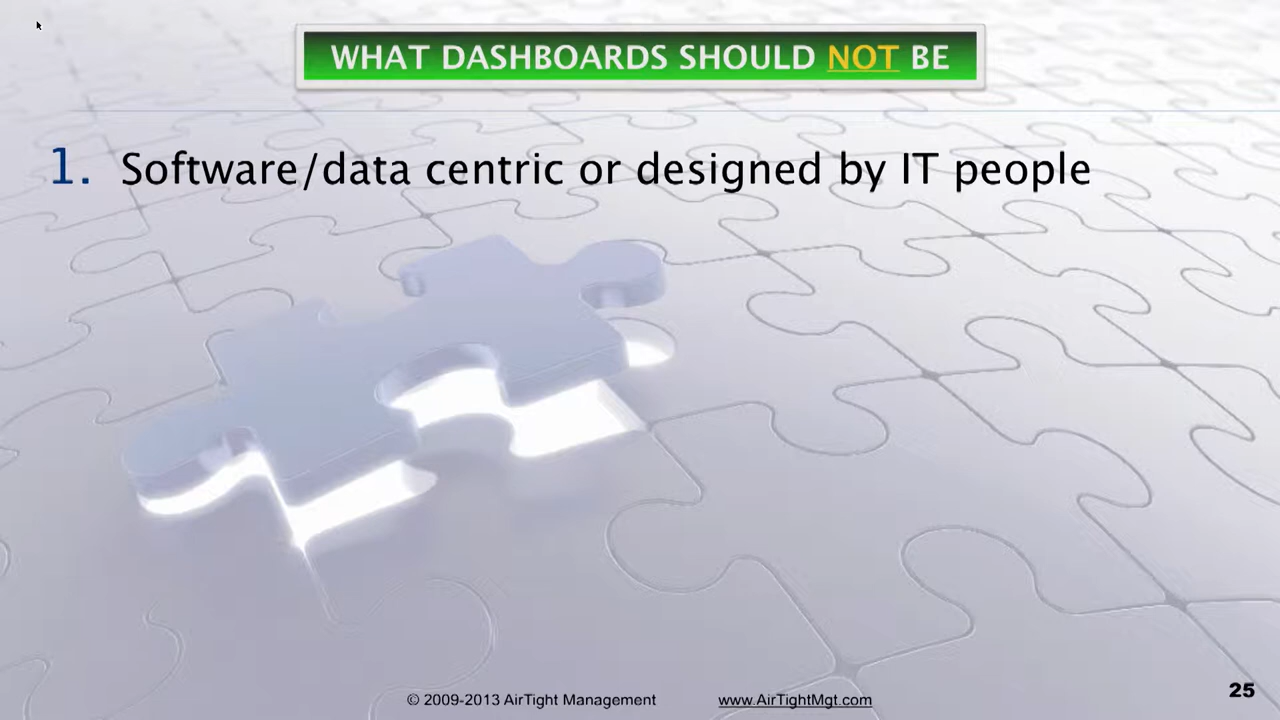 WHAT DASHBOARDS SHOULD NOT BE
1. Software/data centric or designed by IT people
© 2009-2013 AirTight Management www.AirTightMgt.com
25